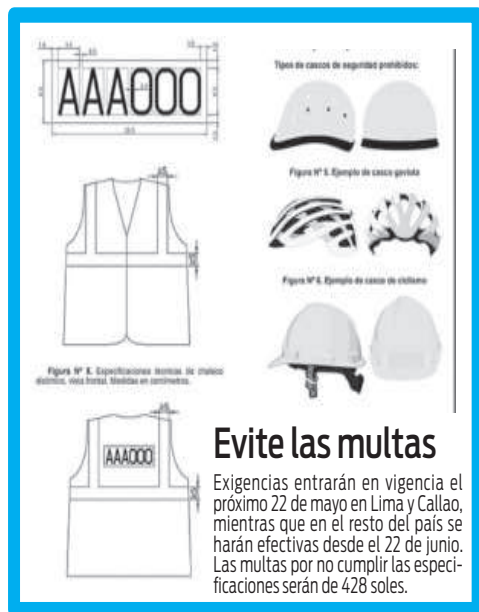 AAA000
Tipos de cascos de seguridad prohibidos:
Figura N° 5. Ejemplo de casco gaviota
Figura N° 6. Ejemplo de casco de ciclismo
Figura N° 8. Especificaciones técnicas de chaleco
distintivo, vista frontal. Medidas en centímetros.
AAA000
Evite las multas
Exigencias entrarán en vigencia el
próximo 22 de mayo en Lima y Callao,
mientras que en el resto del país se
harán efectivas desde el 22 de junio.
Las multas por no cumplir las especi-
ficaciones serán de 428 soles.